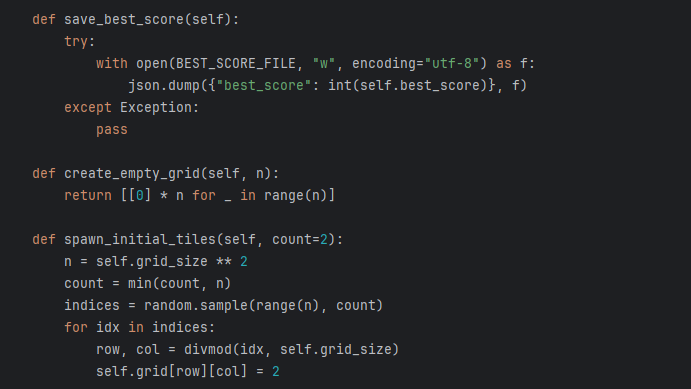 def save_best_score(self):
    try:
        with open(BEST_SCORE_FILE, "w", encoding="utf-8") as f:
            json.dump({"best_score": int(self.best_score)}, f)
    except Exception:
        pass

def create_empty_grid(self, n):
    return [[0] * n for _ in range(n)]

def spawn_initial_tiles(self, count=2):
    n = self.grid_size ** 2
    count = min(count, n)
    indices = random.sample(range(n), count)
    for idx in indices:
        row, col = divmod(idx, self.grid_size)
        self.grid[row][col] = 2